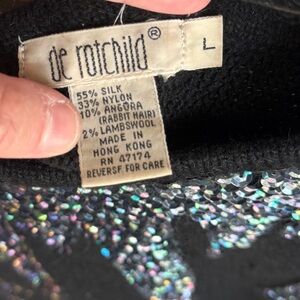 de rotchild®
L
55% SILK
33% NYLON
10% ANGORA
(RABBIT HAIR)
2% LAMBSWOOL
MADE IN
HONG KONG
RN 47174
REVERSE FOR CARE